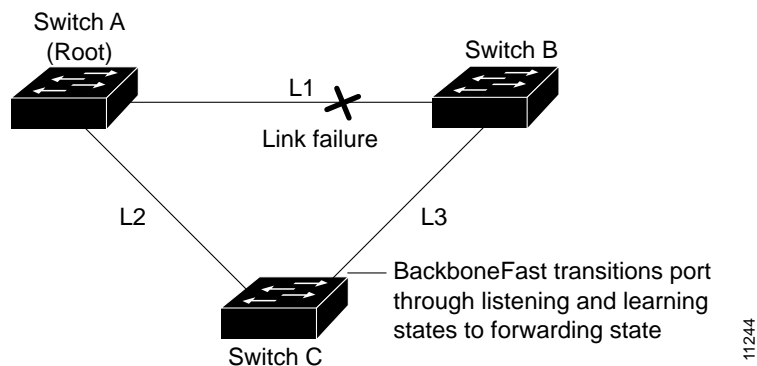 Switch A
(Root)
Switch B
L1
Link failure
L2
L3
BackboneFast transitions port
through listening and learning
states to forwarding state
Switch C
11244